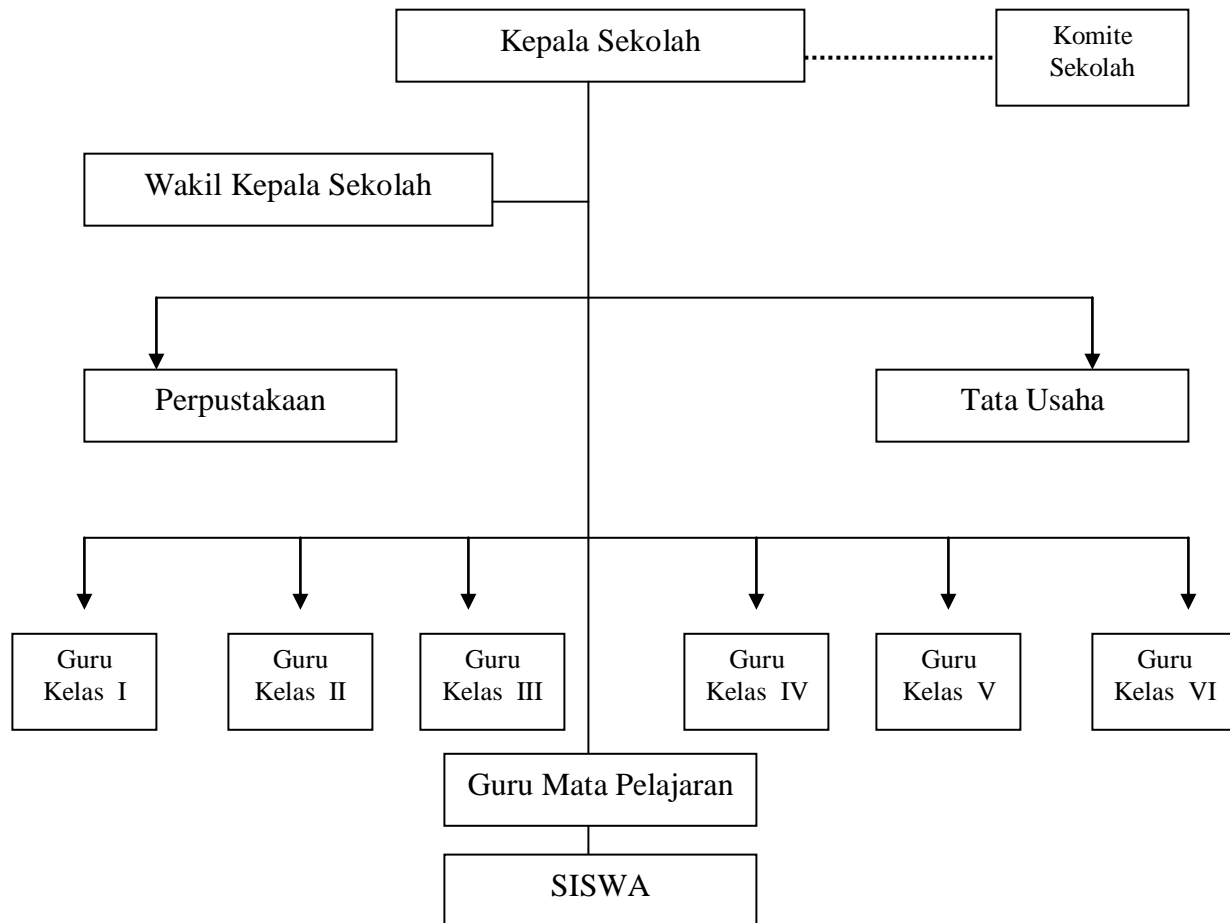 Kepala Sekolah
Komite
Sekolah
Wakil Kepala Sekolah
Perpustakaan
Tata Usaha
Guru
Kelas I
Guru
Kelas II
Guru
Kelas III
Guru
Kelas IV
Guru
Kelas V
Guru
Kelas VI
Guru Mata Pelajaran
SISWA